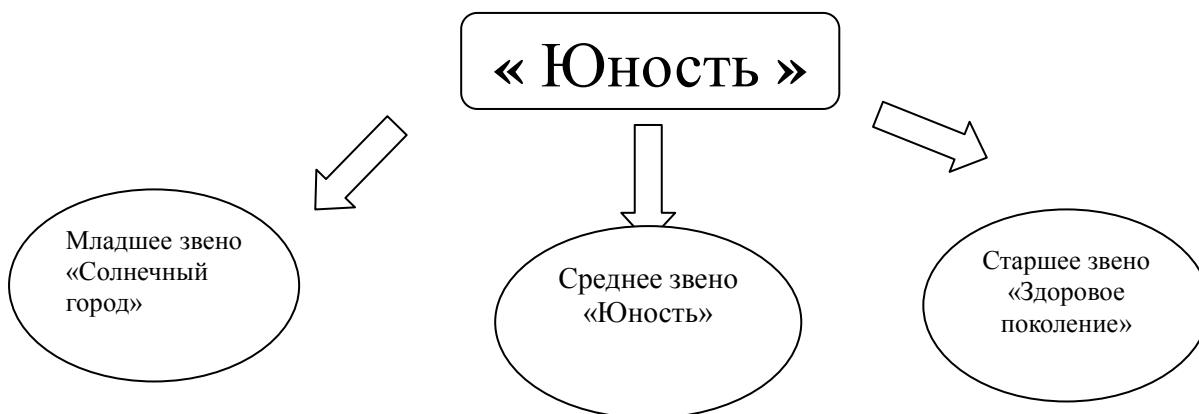 « Юность »
Младшее звено
«Солнечный
город»
Среднее звено
«Юность»
Старшее звено
«Здоровое
поколение»